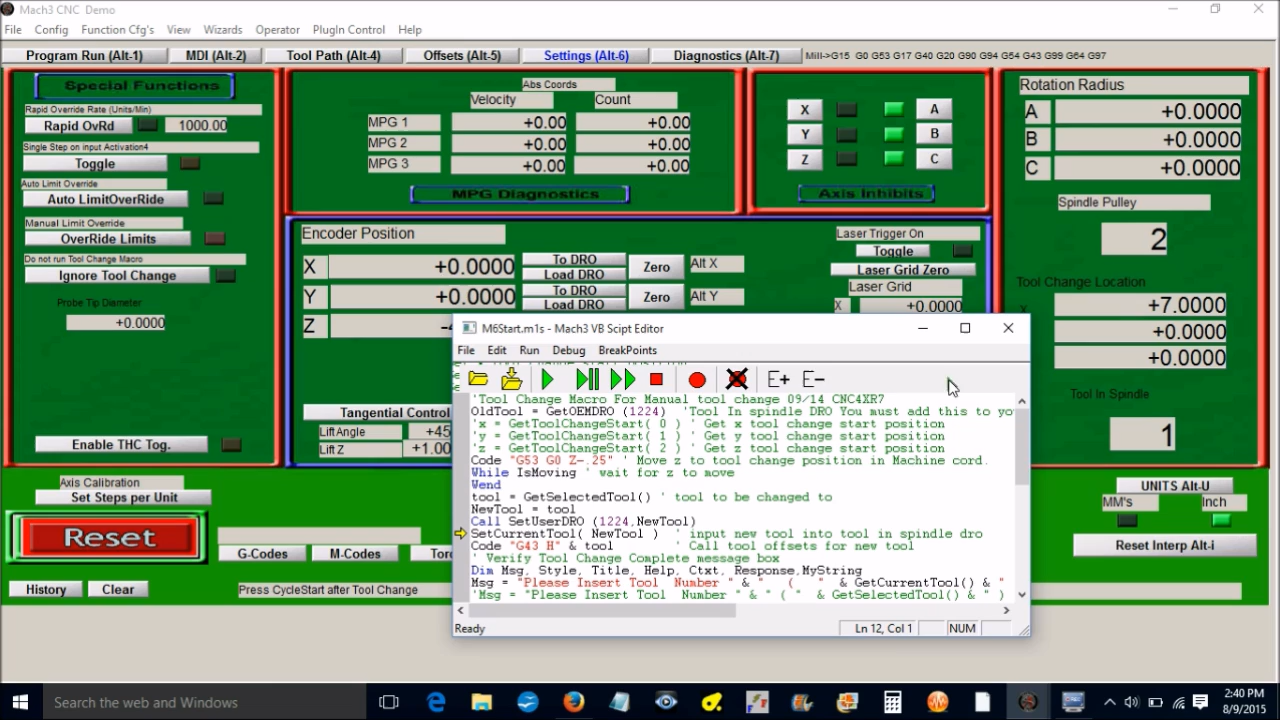 Mach3 CNC Demo
File Config Function Cfg's View Wizards Operator PlugIn Control Help
Program Run (Alt-1) MDI (Alt-2) Tool Path (Alt-4) Offsets (Alt-5) Settings (Alt-6) Diagnostics (Alt-7) Mill->G15 G0 G53 G17 G40 G20 G90 G94 G54 G43 G99 G64 G97
Special Functions
Rapid Override Rate (Units/Min)
Rapid OvRd 1000.00
Single Step on input Activation4
Toggle
Auto Limit Override
Auto LimitOverRide
Manual Limit Override
OverRide Limits
Do not run Tool Change Macro
Ignore Tool Change
Probe Tip Diameter
+0.0000
Enable THC Tog.
Abs Coords
Velocity Count
MPG 1 +0.00 +0.00
MPG 2 +0.00 +0.00
MPG 3 +0.00 +0.00
MPG Diagnostics
X A
Y B
Z C
Axis Inhibits
Rotation Radius
A +0.0000
B +0.0000
C +0.0000
Spindle Pulley
2
Tool Change Location
X +7.0000
+0.0000
+0.0000
Tool In Spindle
1
Encoder Position
X +0.0000 To DRO Load DRO Zero Alt X
Y +0.0000 To DRO Load DRO Zero Alt Y
Z
Laser Trigger On
Toggle
Laser Grid Zero
Laser Grid
X +0.0000
Tangential Control
Lift Angle +45
Lift Z +1.00
M6Start.m1s - Mach3 VB Scipt Editor
File Edit Run Debug BreakPoints
E+ E−
'Tool Change Macro For Manual tool change 09/14 CNC4XR7
OldTool = GetOEMDRO (1224) 'Tool In spindle DRO You must add this to yo
'x = GetToolChangeStart( 0 ) ' Get x tool change start position
'y = GetToolChangeStart( 1 ) ' Get y tool change start position
'z = GetToolChangeStart( 2 ) ' Get z tool change start position
Code "G53 G0 Z-.25" ' Move z to tool change position in Machine cord.
While IsMoving ' wait for z to move
Wend
tool = GetSelectedTool() ' tool to be changed to
NewTool = tool
Call SetUserDRO (1224,NewTool)
SetCurrentTool( NewTool ) ' input new tool into tool in spindle dro
Code "G43 H" & tool ' Call tool offsets for new tool
' Verify Tool Change Complete message box
Dim Msg, Style, Title, Help, Ctxt, Response,MyString
Msg = "Please Insert Tool Number " & " ( " & GetCurrentTool() & "
'Msg = "Please Insert Tool Number " & " ( " & GetSelectedTool() & " )
Ready Ln 12, Col 1 NUM
Axis Calibration
Set Steps per Unit
Reset
G-Codes M-Codes
History Clear Press CycleStart after Tool Change
UNITS Alt-U
MM's Inch
Reset Interp Alt-i
Search the web and Windows
2:40 PM
8/9/2015